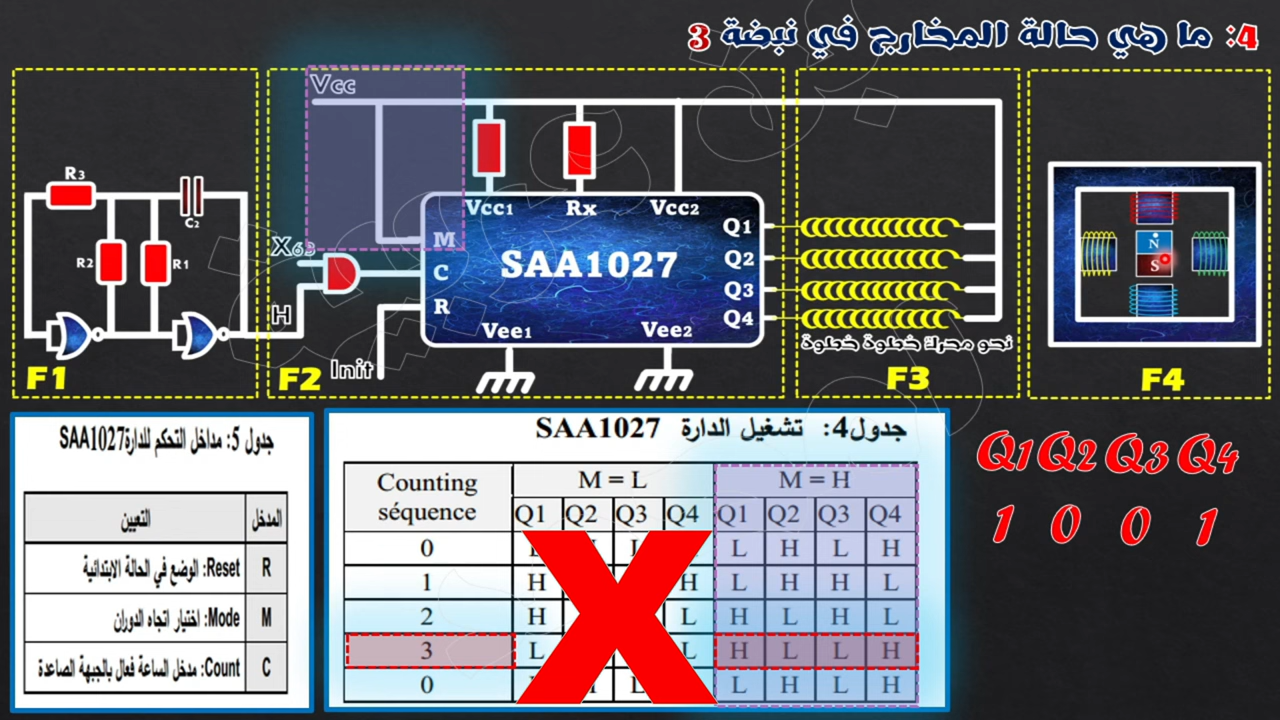 4: ما هي حالة المخارج في نبضة 3
Vcc
R3
C2
R2
R1
X63
H
Init
M
C
R
Vcc1 Rx Vcc2
SAA1027
Vee1 Vee2
Q1
Q2
Q3
Q4
نحو محرك خطوة خطوة
N
S
F1
F2
F3
F4
جدول 5: مداخل التحكم للدارة SAA1027
المدخل التعيين
R Reset: الوضع في الحالة الابتدائية
M Mode: اختيار اتجاه الدوران
C Count: مدخل الساعة فعال بالجبهة الصاعدة
جدول4: تشغيل الدارة SAA1027
Counting séquence M = L M = H
Q1 Q2 Q3 Q4 Q1 Q2 Q3 Q4
0 L H L H
1 H H L H H L
2 H L H L H L
3 L L H L L H
0 L H L H
Q1 Q2 Q3 Q4
1 0 0 1